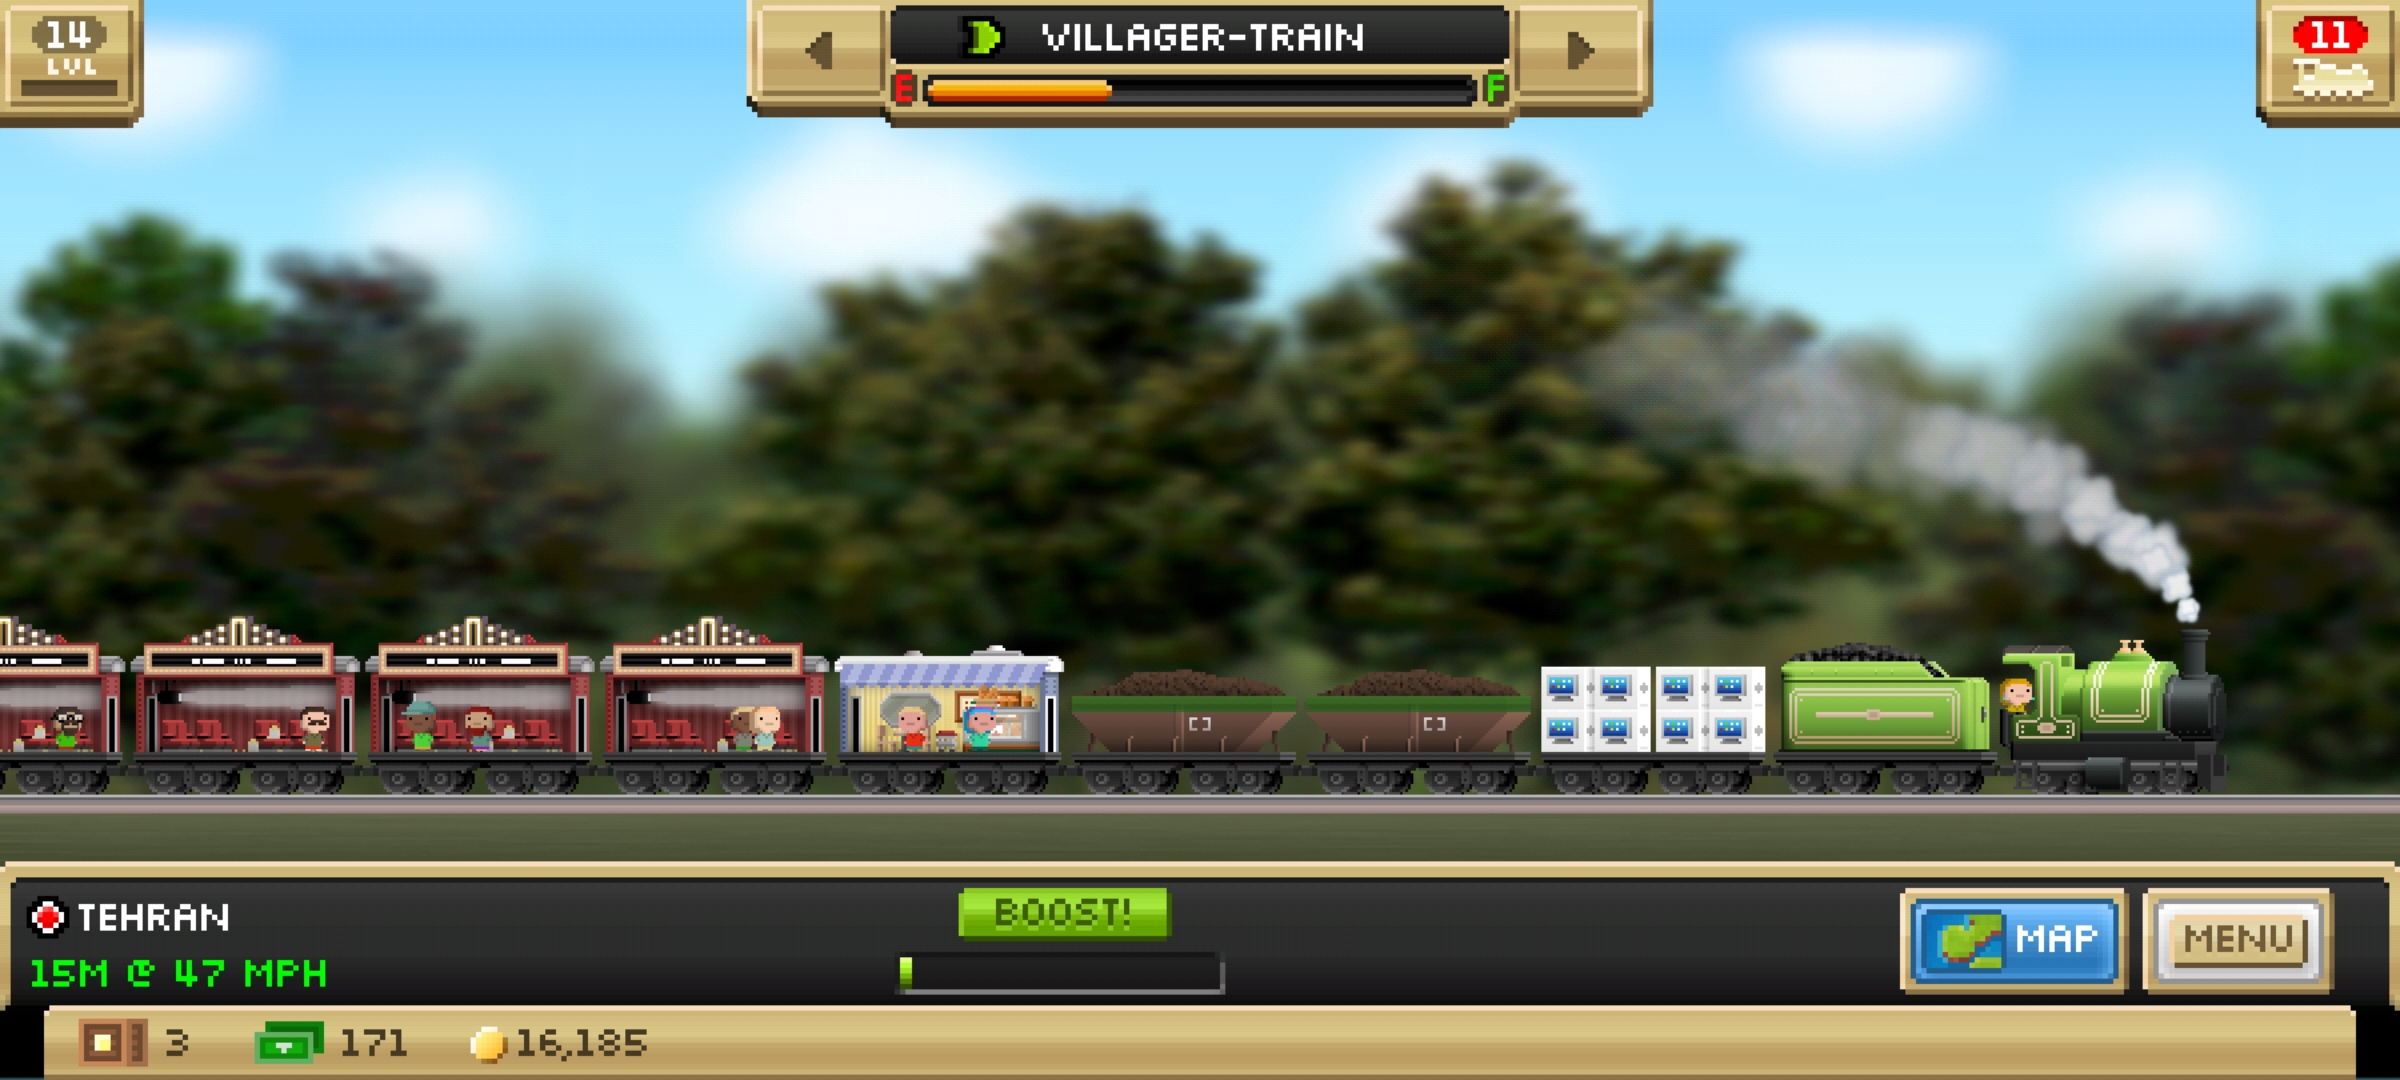 14
LVL
VILLAGER-TRAIN
E F
11
TEHRAN
15M @ 47 MPH
BOOST!
MAP
MENU
3
171
16,185